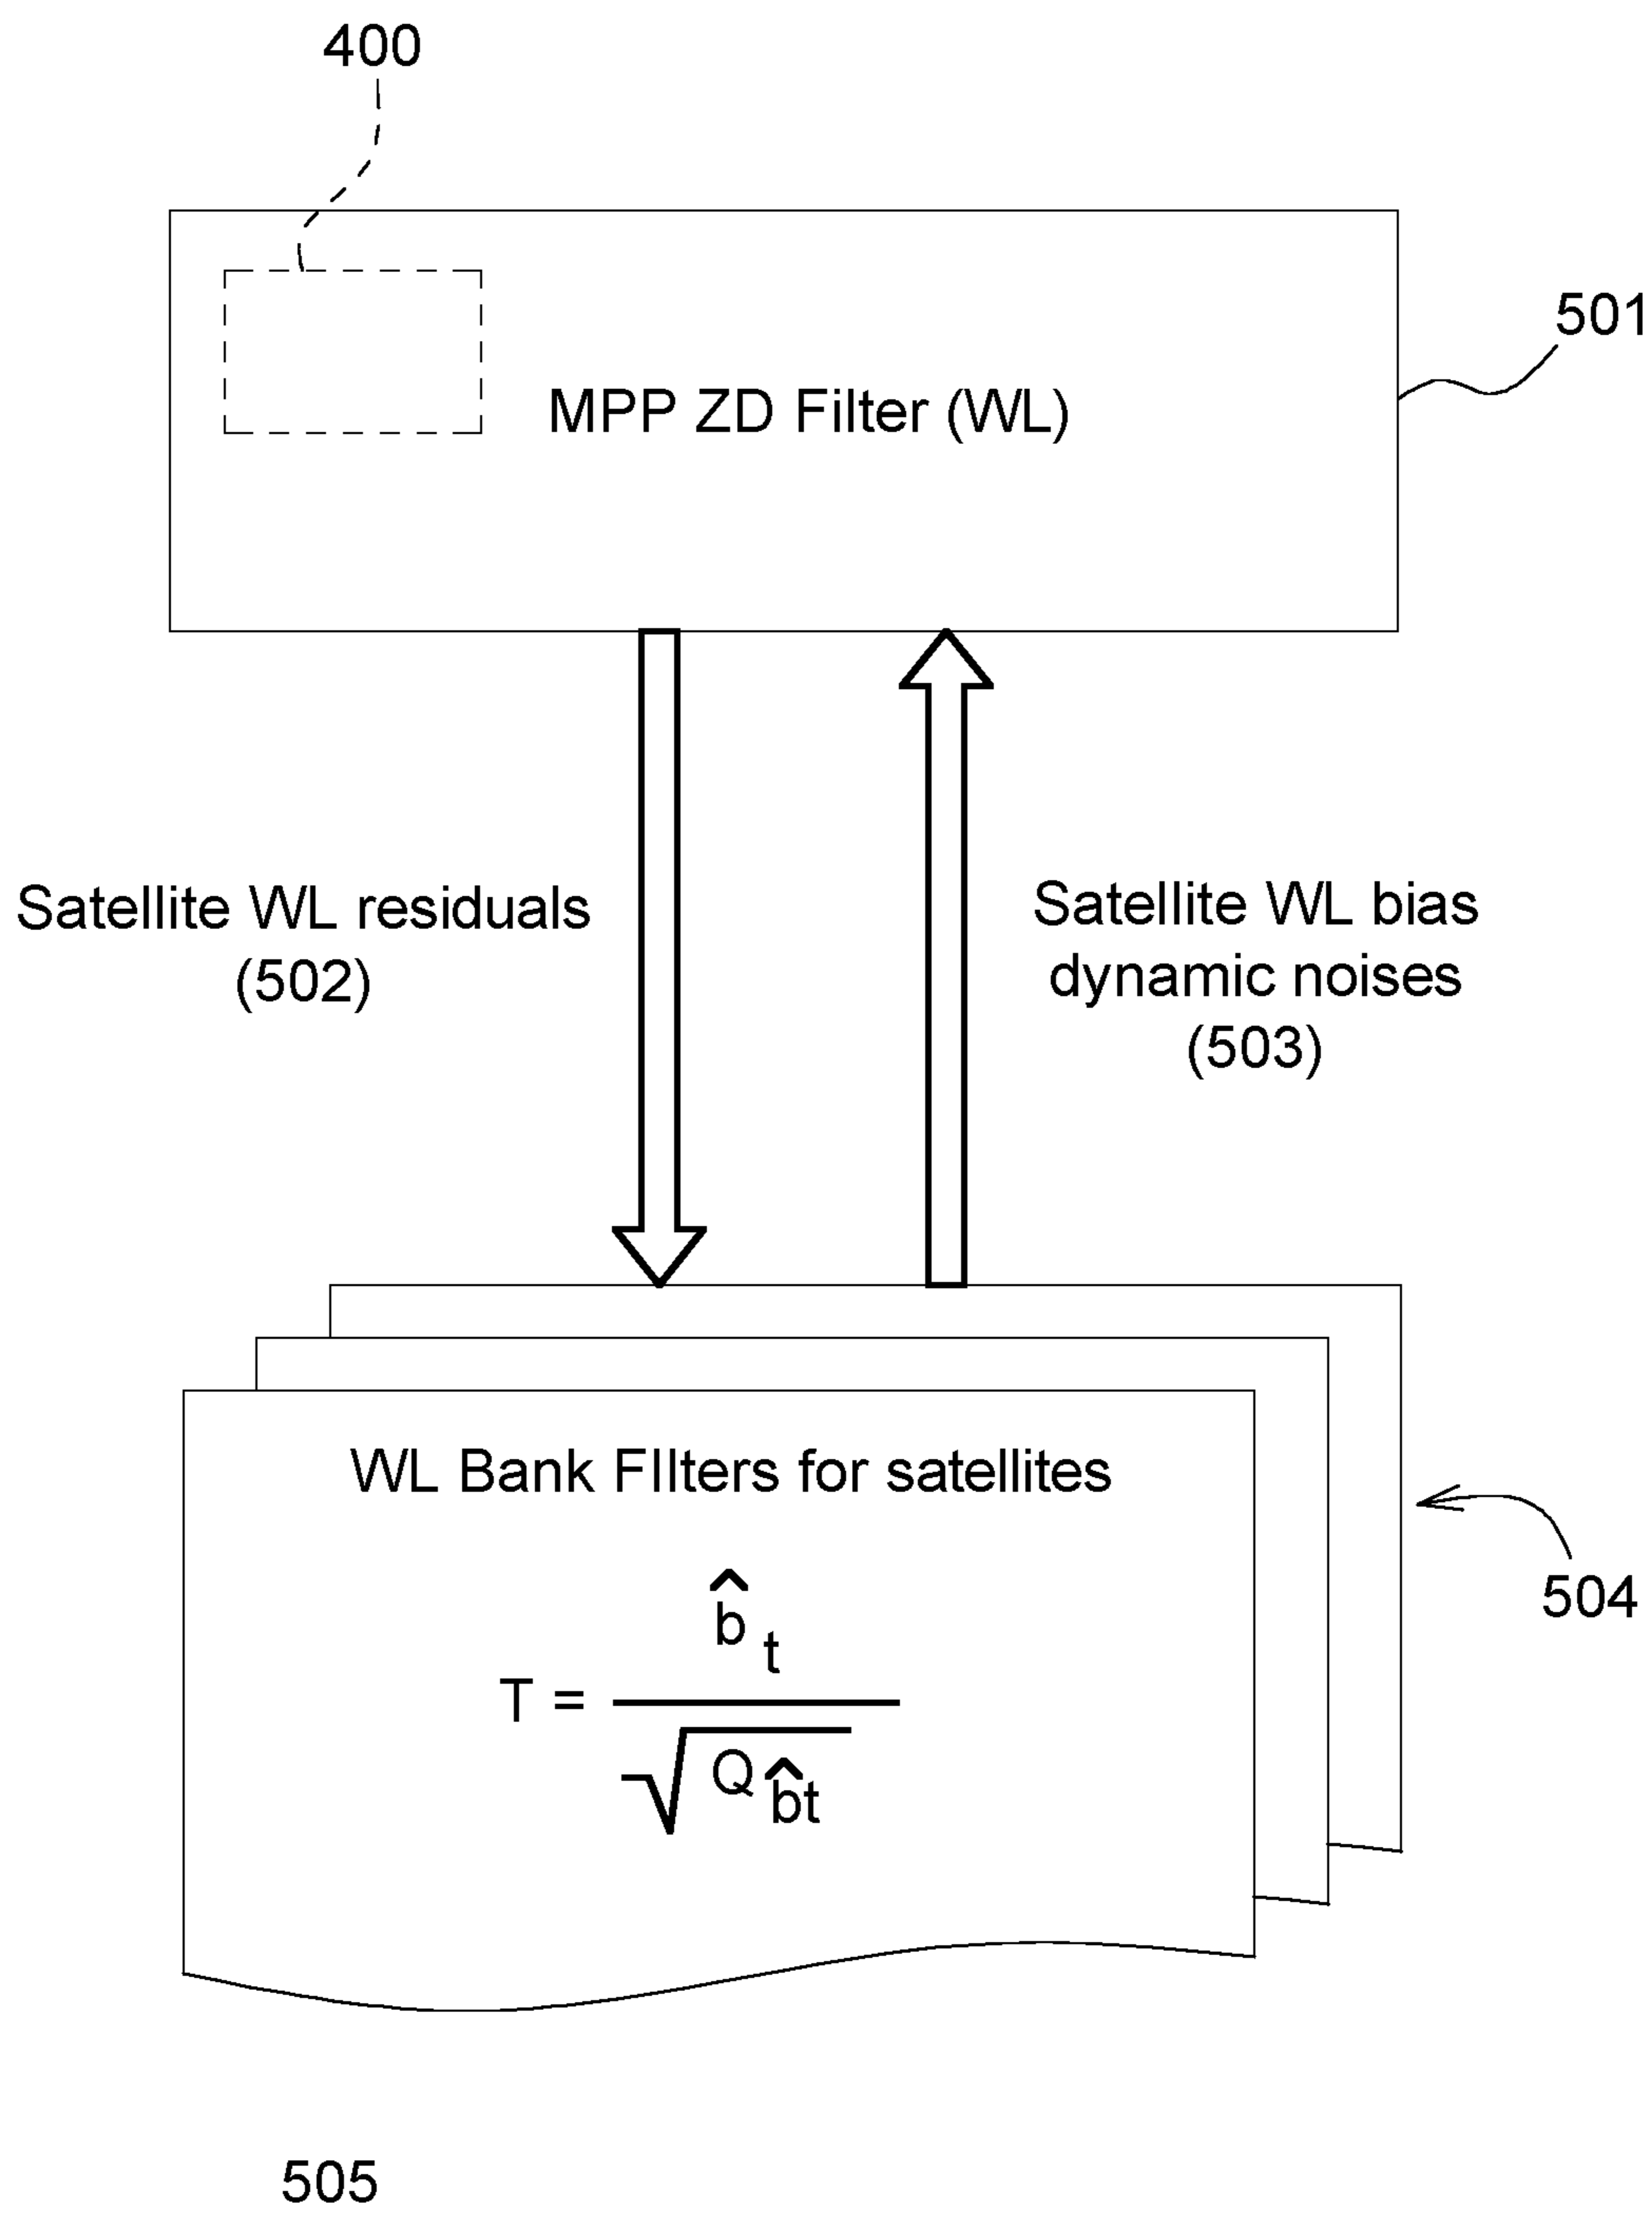 400
501
MPP ZD Filter (WL)
Satellite WL residuals
(502)
Satellite WL bias
dynamic noises
(503)
WL Bank FIlters for satellites
504
T = b̂ t / √ Q b̂t
505